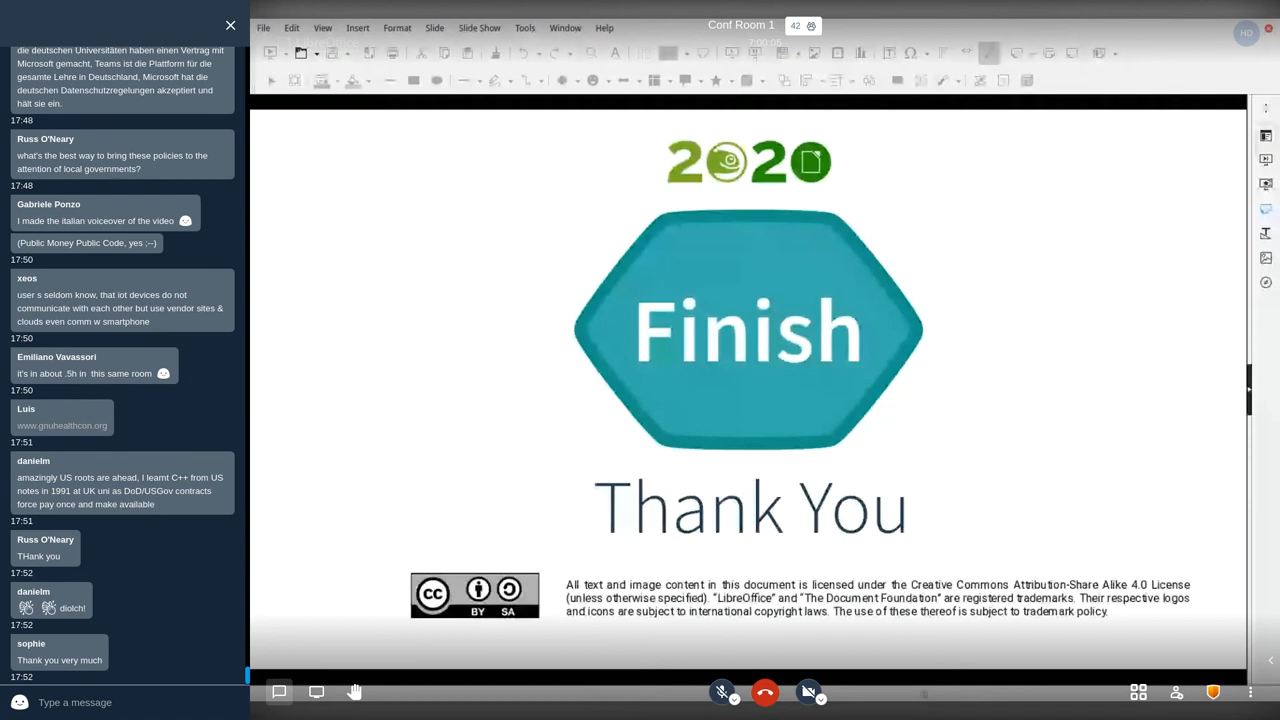 die deutschen Universitäten haben einen Vertrag mit
Microsoft gemacht, Teams ist die Plattform für die
gesamte Lehre in Deutschland, Microsoft hat die
deutschen Datenschutzregelungen akzeptiert und
hält sie ein.
17:48
Russ O'Neary
what's the best way to bring these policies to the
attention of local governments?
17:48
Gabriele Ponzo
I made the italian voiceover of the video
(Public Money Public Code, yes ;--)
17:50
xeos
user s seldom know, that iot devices do not
communicate with each other but use vendor sites &
clouds even comm w smartphone
17:50
Emiliano Vavassori
it's in about .5h in this same room
17:50
Luis
www.gnuhealthcon.org
17:51
danielm
amazingly US roots are ahead, I learnt C++ from US
notes in 1991 at UK uni as DoD/USGov contracts
force pay once and make available
17:51
Russ O'Neary
THank you
17:52
danielm
diolch!
17:52
sophie
Thank you very much
17:52
Type a message
File Edit View Insert Format Slide Slide Show Tools Window Help
Conf Room 1
42
HD
7:00:05
2020
Finish
Thank You
CC BY SA
All text and image content in this document is licensed under the Creative Commons Attribution-Share Alike 4.0 License
(unless otherwise specified). "LibreOffice" and "The Document Foundation" are registered trademarks. Their respective logos
and icons are subject to international copyright laws. The use of these thereof is subject to trademark policy.